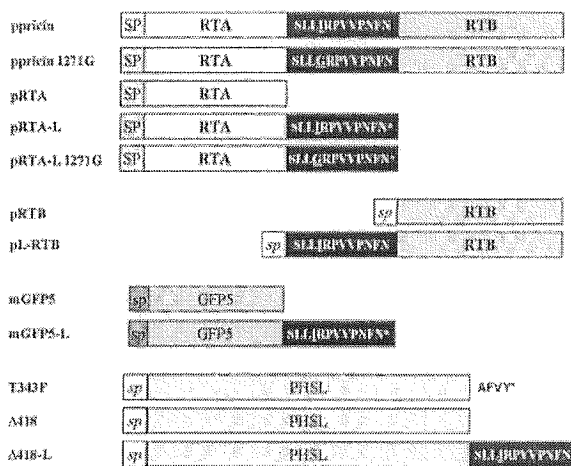 ppricin SP RTA SLLIRPVVPNFN RTB
ppricin I271G SP RTA SLLGRPVVPNFN RTB
pRTA SP RTA
pRTA-L SP RTA SLLIRPVVPNFN*
pRTA-L I271G SP RTA SLLGRPVVPNFN*
pRTB sp RTB
pL-RTB sp SLLIRPVVPNFN RTB
mGFP5 sp GFP5
mGFP5-L sp GFP5 SLLIRPVVPNFN*
T343F sp PHSL AFVY*
Δ418 sp PHSL
Δ418-L sp PHSL SLLIRPVVPNFN